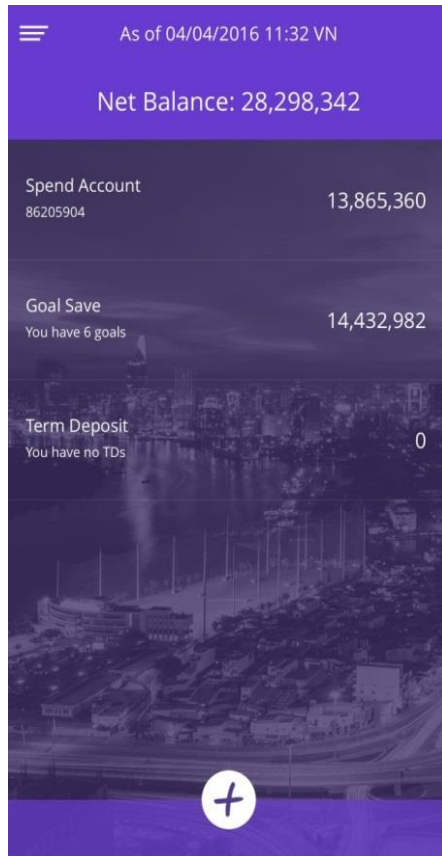 As of 04/04/2016 11:32 VN
Net Balance: 28,298,342
Spend Account
86205904
13,865,360
Goal Save
You have 6 goals
14,432,982
Term Deposit
You have no TDs
0